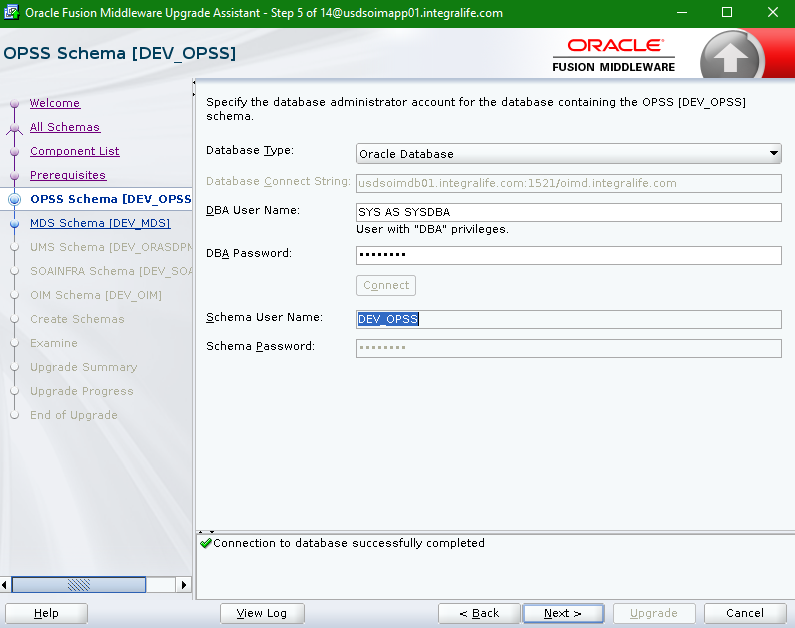 Oracle Fusion Middleware Upgrade Assistant - Step 5 of 14@usdsoimapp01.integralife.com
OPSS Schema [DEV_OPSS]
ORACLE
FUSION MIDDLEWARE
Welcome
All Schemas
Component List
Prerequisites
OPSS Schema [DEV_OPSS
MDS Schema [DEV_MDS]
UMS Schema [DEV_ORASDPM
SOAINFRA Schema [DEV_SOA
OIM Schema [DEV_OIM]
Create Schemas
Examine
Upgrade Summary
Upgrade Progress
End of Upgrade
Specify the database administrator account for the database containing the OPSS [DEV_OPSS]
schema.
Database Type: Oracle Database
Database Connect String: usdsoimdb01.integralife.com:1521/oimd.integralife.com
DBA User Name: SYS AS SYSDBA
User with "DBA" privileges.
DBA Password: ••••••••
Connect
Schema User Name: DEV_OPSS
Schema Password: ••••••••
Connection to database successfully completed
Help View Log < Back Next > Upgrade Cancel